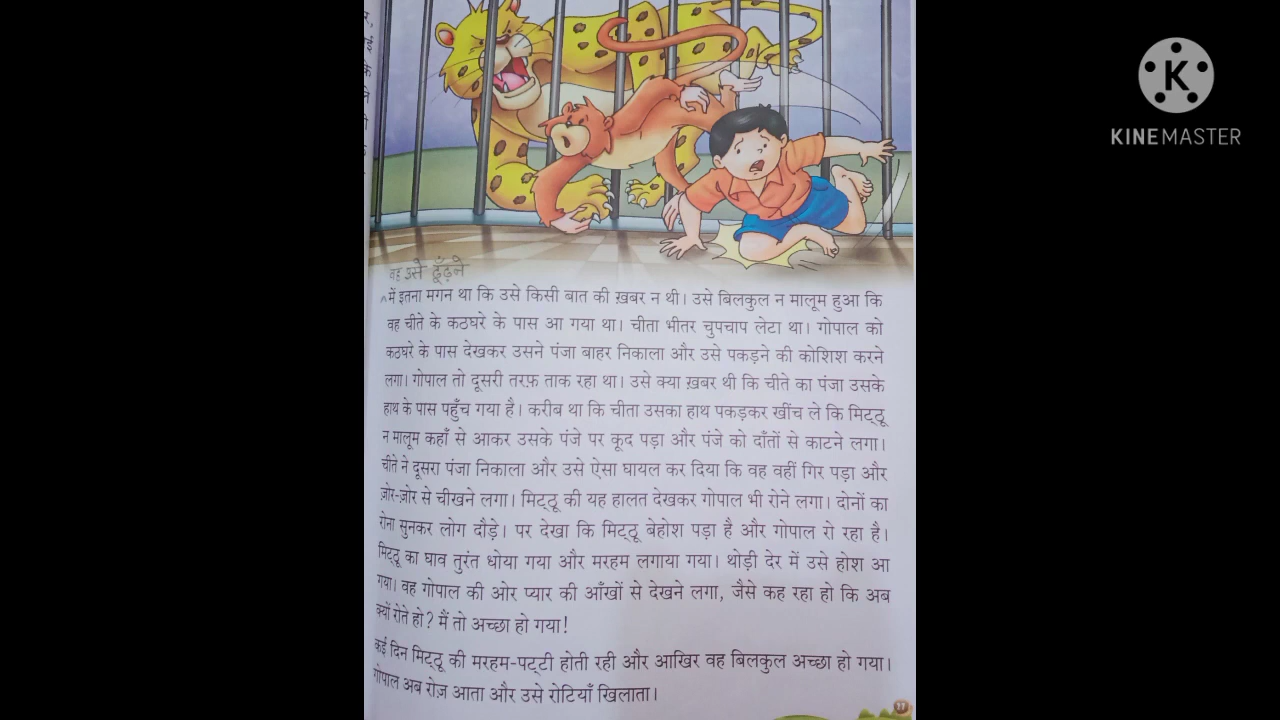 KINEMASTER
वह उसे ढूँढ़ने
में इतना मगन था कि उसे किसी बात की ख़बर न थी। उसे बिलकुल न मालूम हुआ कि
वह चीते के कठघरे के पास आ गया था। चीता भीतर चुपचाप लेटा था। गोपाल को
कठघरे के पास देखकर उसने पंजा बाहर निकाला और उसे पकड़ने की कोशिश करने
लगा। गोपाल तो दूसरी तरफ़ ताक रहा था। उसे क्या ख़बर थी कि चीते का पंजा उसके
हाथ के पास पहुँच गया है। करीब था कि चीता उसका हाथ पकड़कर खींच ले कि मिट्ठू
न मालूम कहाँ से आकर उसके पंजे पर कूद पड़ा और पंजे को दाँतों से काटने लगा।
चीते ने दूसरा पंजा निकाला और उसे ऐसा घायल कर दिया कि वह वहीं गिर पड़ा और
ज़ोर-ज़ोर से चीखने लगा। मिट्ठू की यह हालत देखकर गोपाल भी रोने लगा। दोनों का
रोना सुनकर लोग दौड़े। पर देखा कि मिट्ठू बेहोश पड़ा है और गोपाल रो रहा है।
मिट्ठू का घाव तुरंत धोया गया और मरहम लगाया गया। थोड़ी देर में उसे होश आ
गया। वह गोपाल की ओर प्यार की आँखों से देखने लगा, जैसे कह रहा हो कि अब
क्यों रोते हो? मैं तो अच्छा हो गया!
कई दिन मिट्ठू की मरहम-पट्टी होती रही और आखिर वह बिलकुल अच्छा हो गया।
गोपाल अब रोज़ आता और उसे रोटियाँ खिलाता।